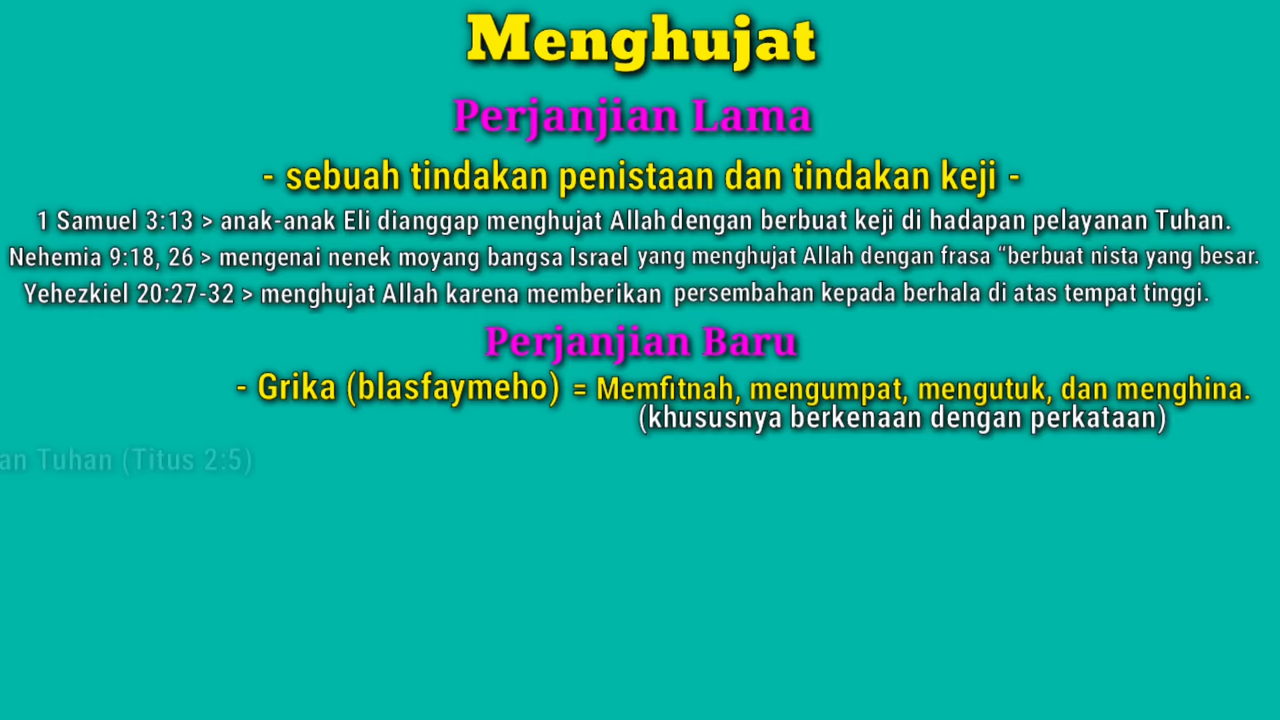 Menghujat
Perjanjian Lama
- sebuah tindakan penistaan dan tindakan keji -
1 Samuel 3:13 > anak-anak Eli dianggap menghujat Allah dengan berbuat keji di hadapan pelayanan Tuhan.
Nehemia 9:18, 26 > mengenai nenek moyang bangsa Israel yang menghujat Allah dengan frasa “berbuat nista yang besar.
Yehezkiel 20:27-32 > menghujat Allah karena memberikan persembahan kepada berhala di atas tempat tinggi.
Perjanjian Baru
- Grika (blasfaymeho) = Memfitnah, mengumpat, mengutuk, dan menghina.
(khususnya berkenaan dengan perkataan)
an Tuhan (Titus 2:5)